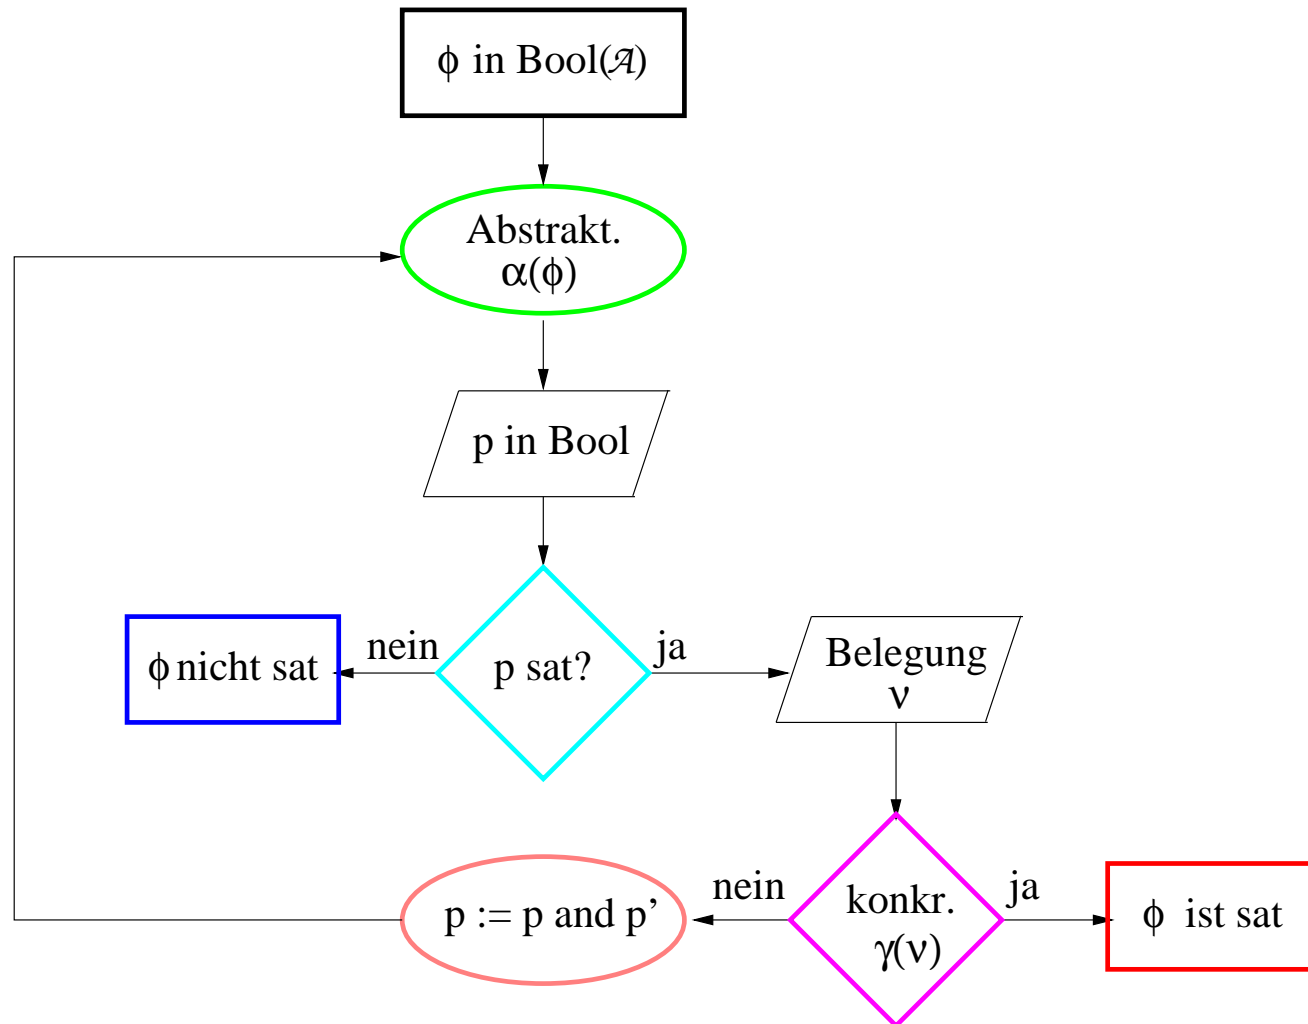 ϕ in Bool(𝒜)
Abstrakt.
α(ϕ)
p in Bool
p sat?
nein
ϕ nicht sat
ja
Belegung
ν
konkr.
γ(ν)
nein
p := p and p’
ja
ϕ ist sat